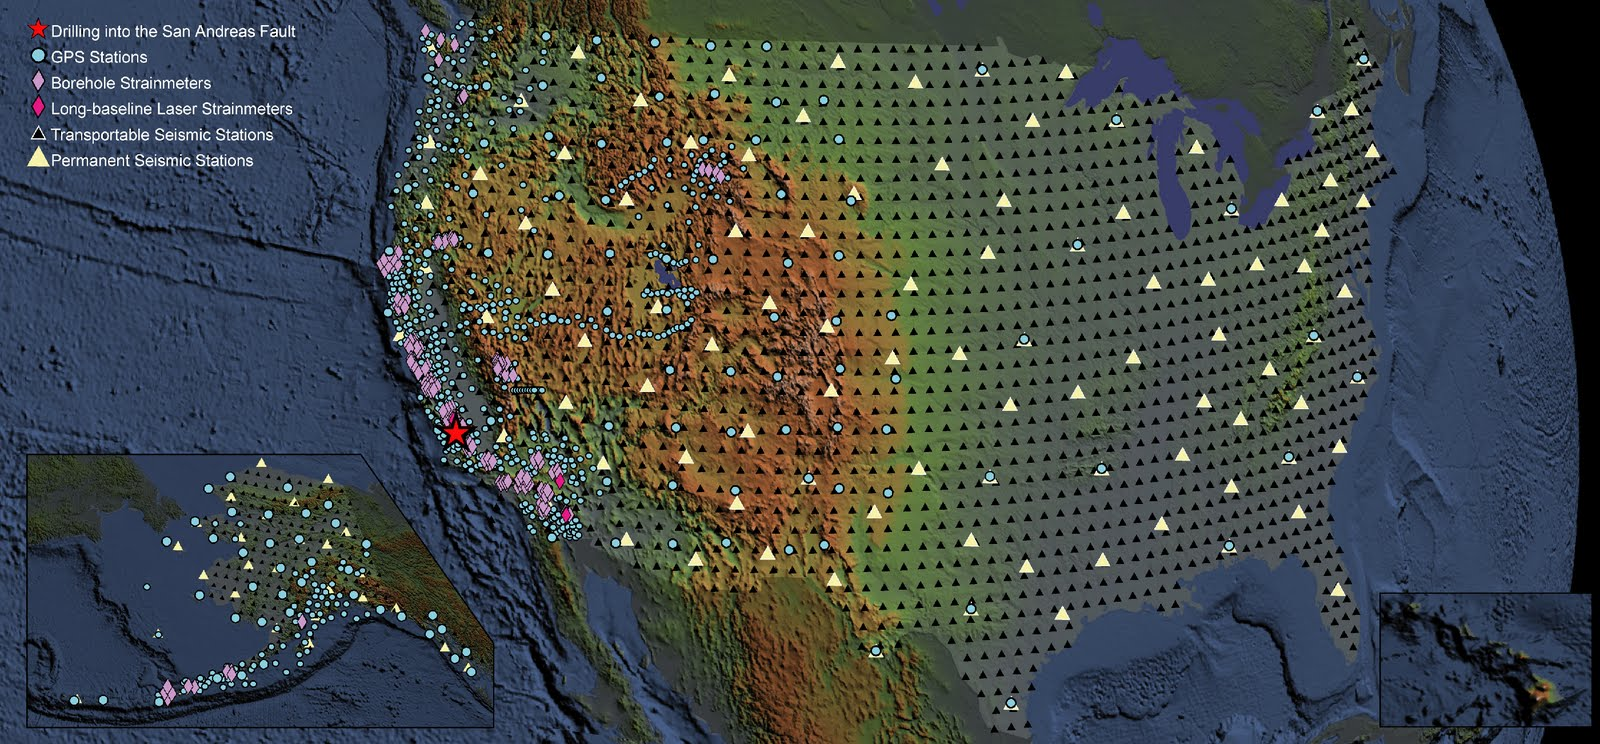 Drilling into the San Andreas Fault
GPS Stations
Borehole Strainmeters
Long-baseline Laser Strainmeters
Transportable Seismic Stations
Permanent Seismic Stations